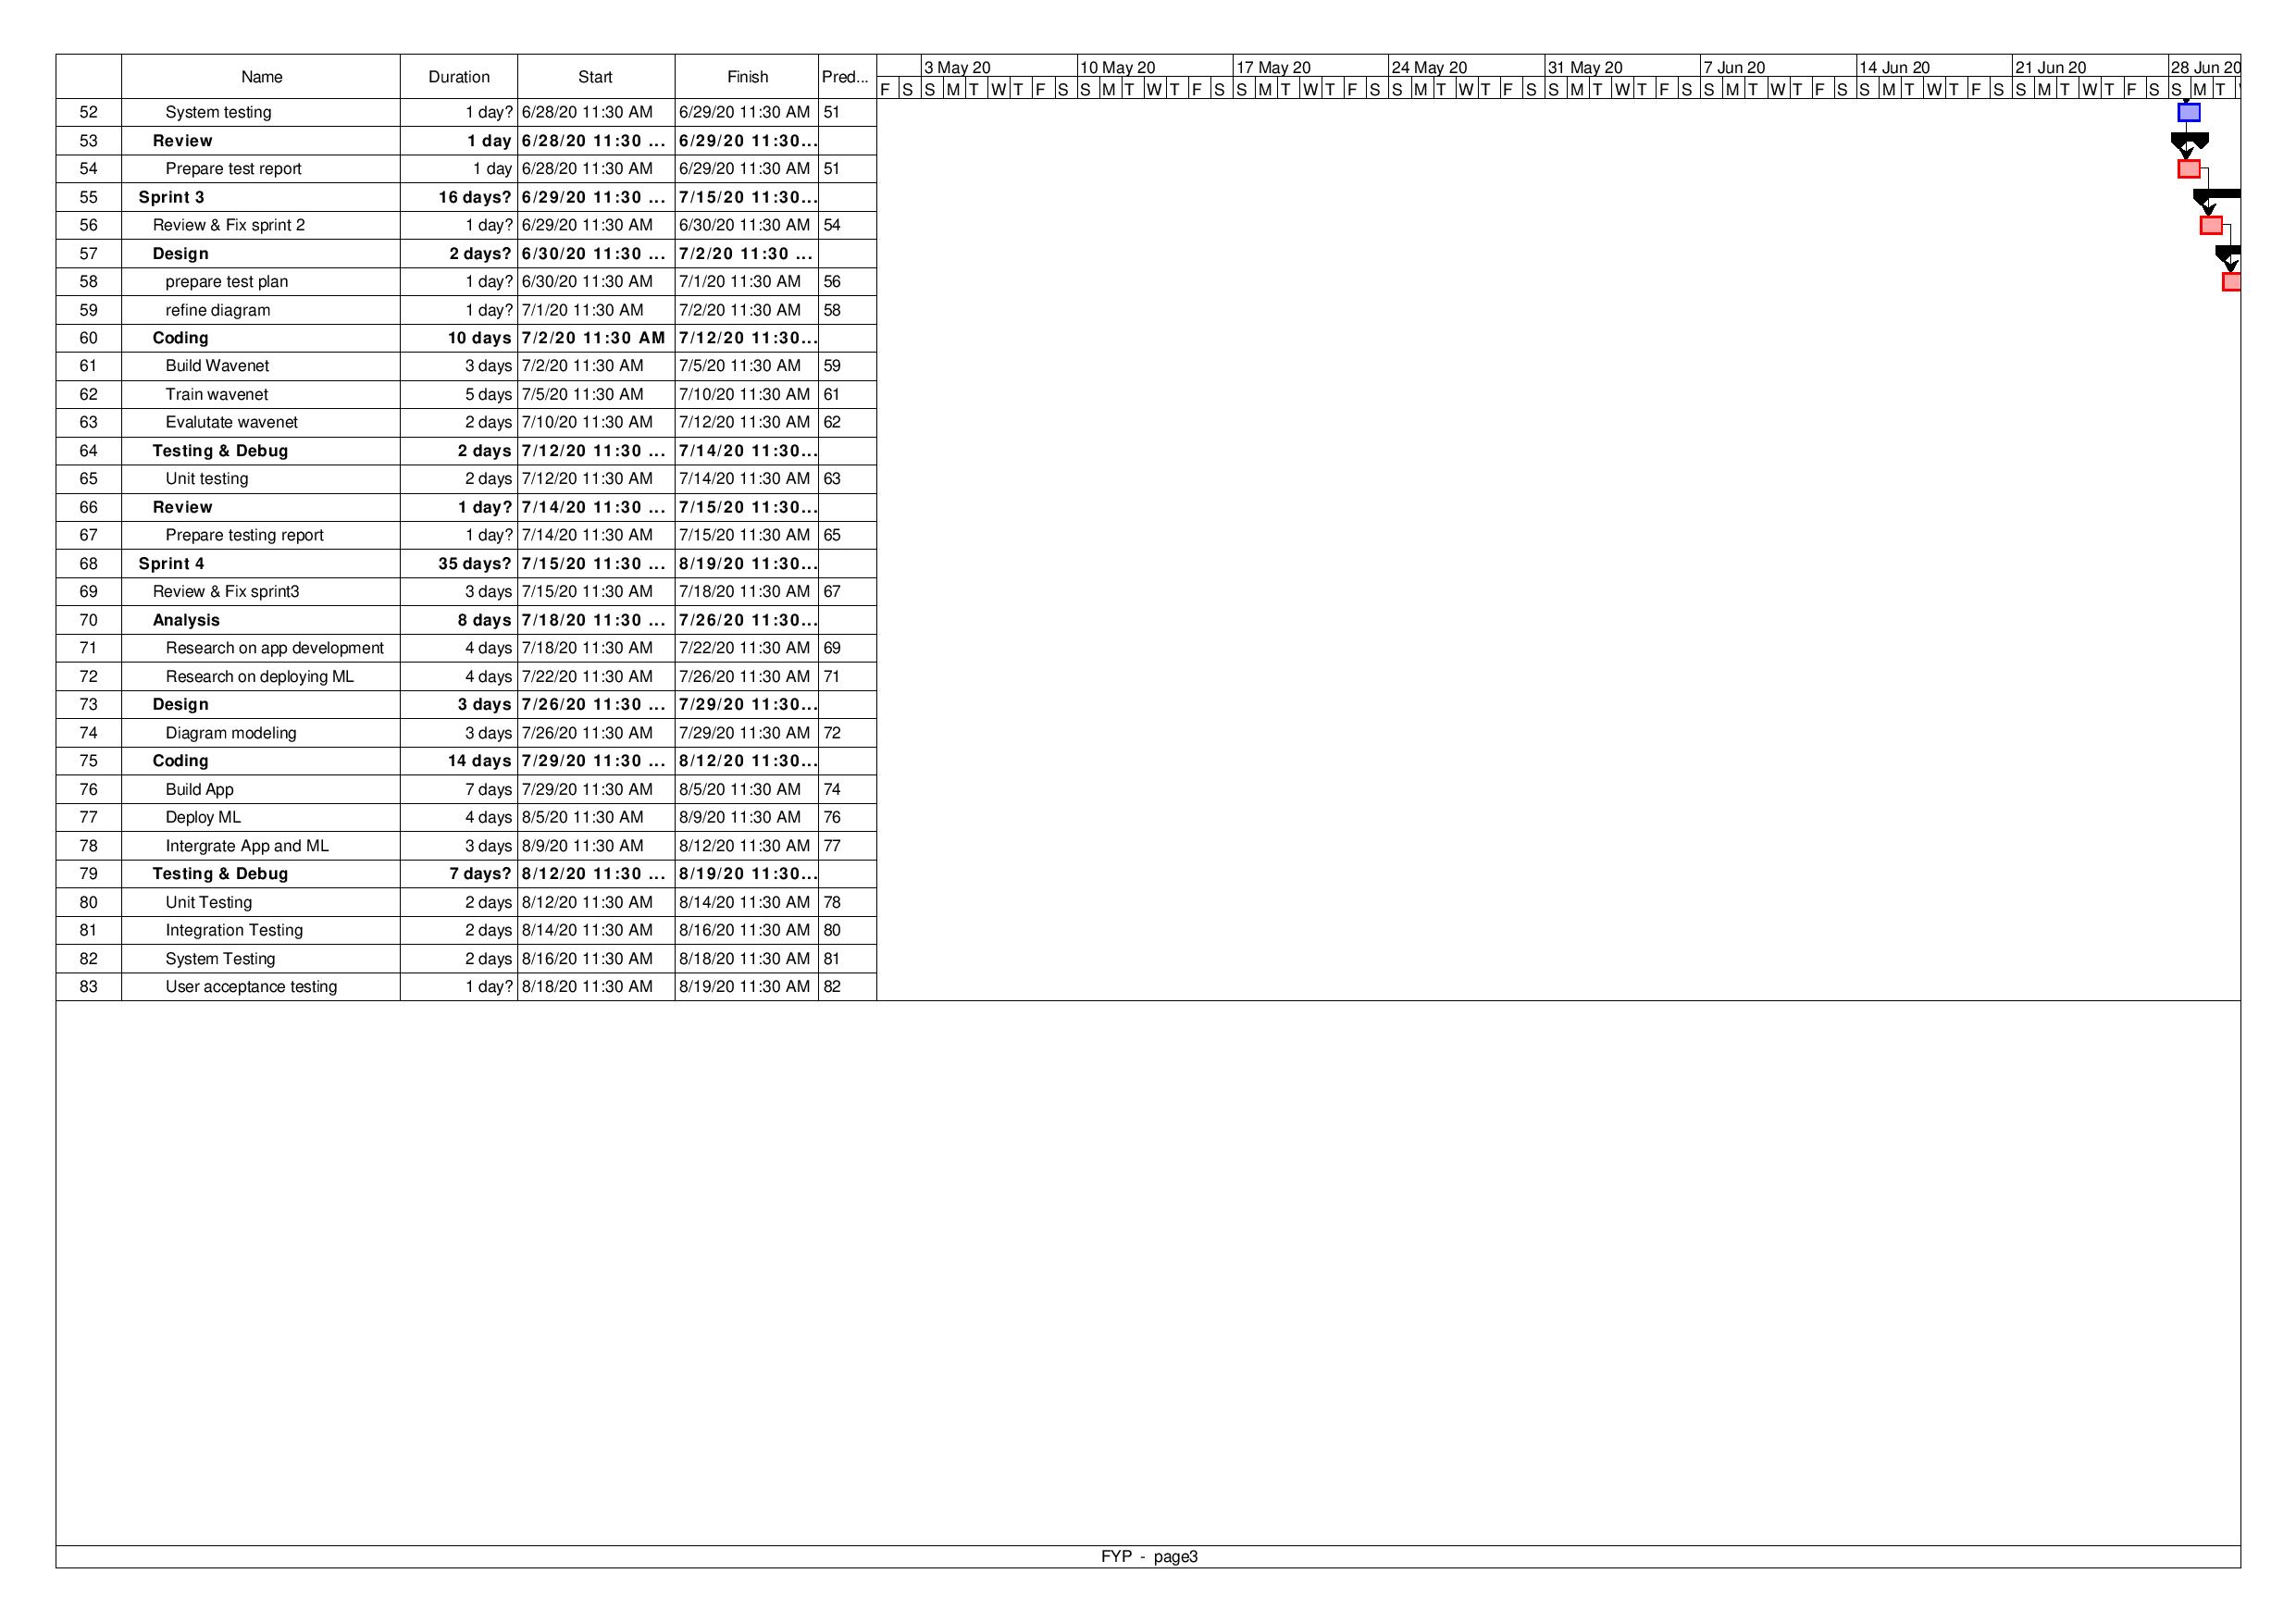 Name Duration Start Finish Pred... 3 May 20 10 May 20 17 May 20 24 May 20 31 May 20 7 Jun 20 14 Jun 20 21 Jun 20 28 Jun 20
F S S M T W T F S S M T W T F S S M T W T F S S M T W T F S S M T W T F S S M T W T F S S M T W T F S S M T W T F S S M T
52 System testing 1 day? 6/28/20 11:30 AM 6/29/20 11:30 AM 51
53 Review 1 day 6/28/20 11:30 ... 6/29/20 11:30...
54 Prepare test report 1 day 6/28/20 11:30 AM 6/29/20 11:30 AM 51
55 Sprint 3 16 days? 6/29/20 11:30 ... 7/15/20 11:30...
56 Review & Fix sprint 2 1 day? 6/29/20 11:30 AM 6/30/20 11:30 AM 54
57 Design 2 days? 6/30/20 11:30 ... 7/2/20 11:30 ...
58 prepare test plan 1 day? 6/30/20 11:30 AM 7/1/20 11:30 AM 56
59 refine diagram 1 day? 7/1/20 11:30 AM 7/2/20 11:30 AM 58
60 Coding 10 days 7/2/20 11:30 AM 7/12/20 11:30...
61 Build Wavenet 3 days 7/2/20 11:30 AM 7/5/20 11:30 AM 59
62 Train wavenet 5 days 7/5/20 11:30 AM 7/10/20 11:30 AM 61
63 Evalutate wavenet 2 days 7/10/20 11:30 AM 7/12/20 11:30 AM 62
64 Testing & Debug 2 days 7/12/20 11:30 ... 7/14/20 11:30...
65 Unit testing 2 days 7/12/20 11:30 AM 7/14/20 11:30 AM 63
66 Review 1 day? 7/14/20 11:30 ... 7/15/20 11:30...
67 Prepare testing report 1 day? 7/14/20 11:30 AM 7/15/20 11:30 AM 65
68 Sprint 4 35 days? 7/15/20 11:30 ... 8/19/20 11:30...
69 Review & Fix sprint3 3 days 7/15/20 11:30 AM 7/18/20 11:30 AM 67
70 Analysis 8 days 7/18/20 11:30 ... 7/26/20 11:30...
71 Research on app development 4 days 7/18/20 11:30 AM 7/22/20 11:30 AM 69
72 Research on deploying ML 4 days 7/22/20 11:30 AM 7/26/20 11:30 AM 71
73 Design 3 days 7/26/20 11:30 ... 7/29/20 11:30...
74 Diagram modeling 3 days 7/26/20 11:30 AM 7/29/20 11:30 AM 72
75 Coding 14 days 7/29/20 11:30 ... 8/12/20 11:30...
76 Build App 7 days 7/29/20 11:30 AM 8/5/20 11:30 AM 74
77 Deploy ML 4 days 8/5/20 11:30 AM 8/9/20 11:30 AM 76
78 Intergrate App and ML 3 days 8/9/20 11:30 AM 8/12/20 11:30 AM 77
79 Testing & Debug 7 days? 8/12/20 11:30 ... 8/19/20 11:30...
80 Unit Testing 2 days 8/12/20 11:30 AM 8/14/20 11:30 AM 78
81 Integration Testing 2 days 8/14/20 11:30 AM 8/16/20 11:30 AM 80
82 System Testing 2 days 8/16/20 11:30 AM 8/18/20 11:30 AM 81
83 User acceptance testing 1 day? 8/18/20 11:30 AM 8/19/20 11:30 AM 82
FYP - page3